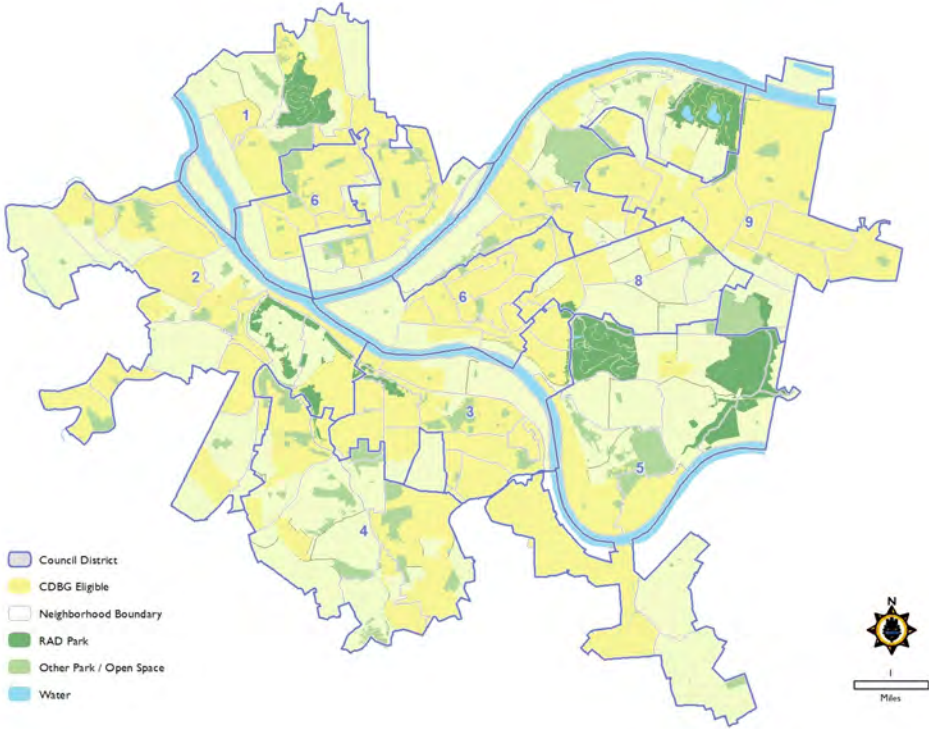 1
6
2
7
9
2
8
6
3
5
4
Council District
CDBG Eligible
Neighborhood Boundary
RAD Park
Other Park / Open Space
Water
N
1
Miles